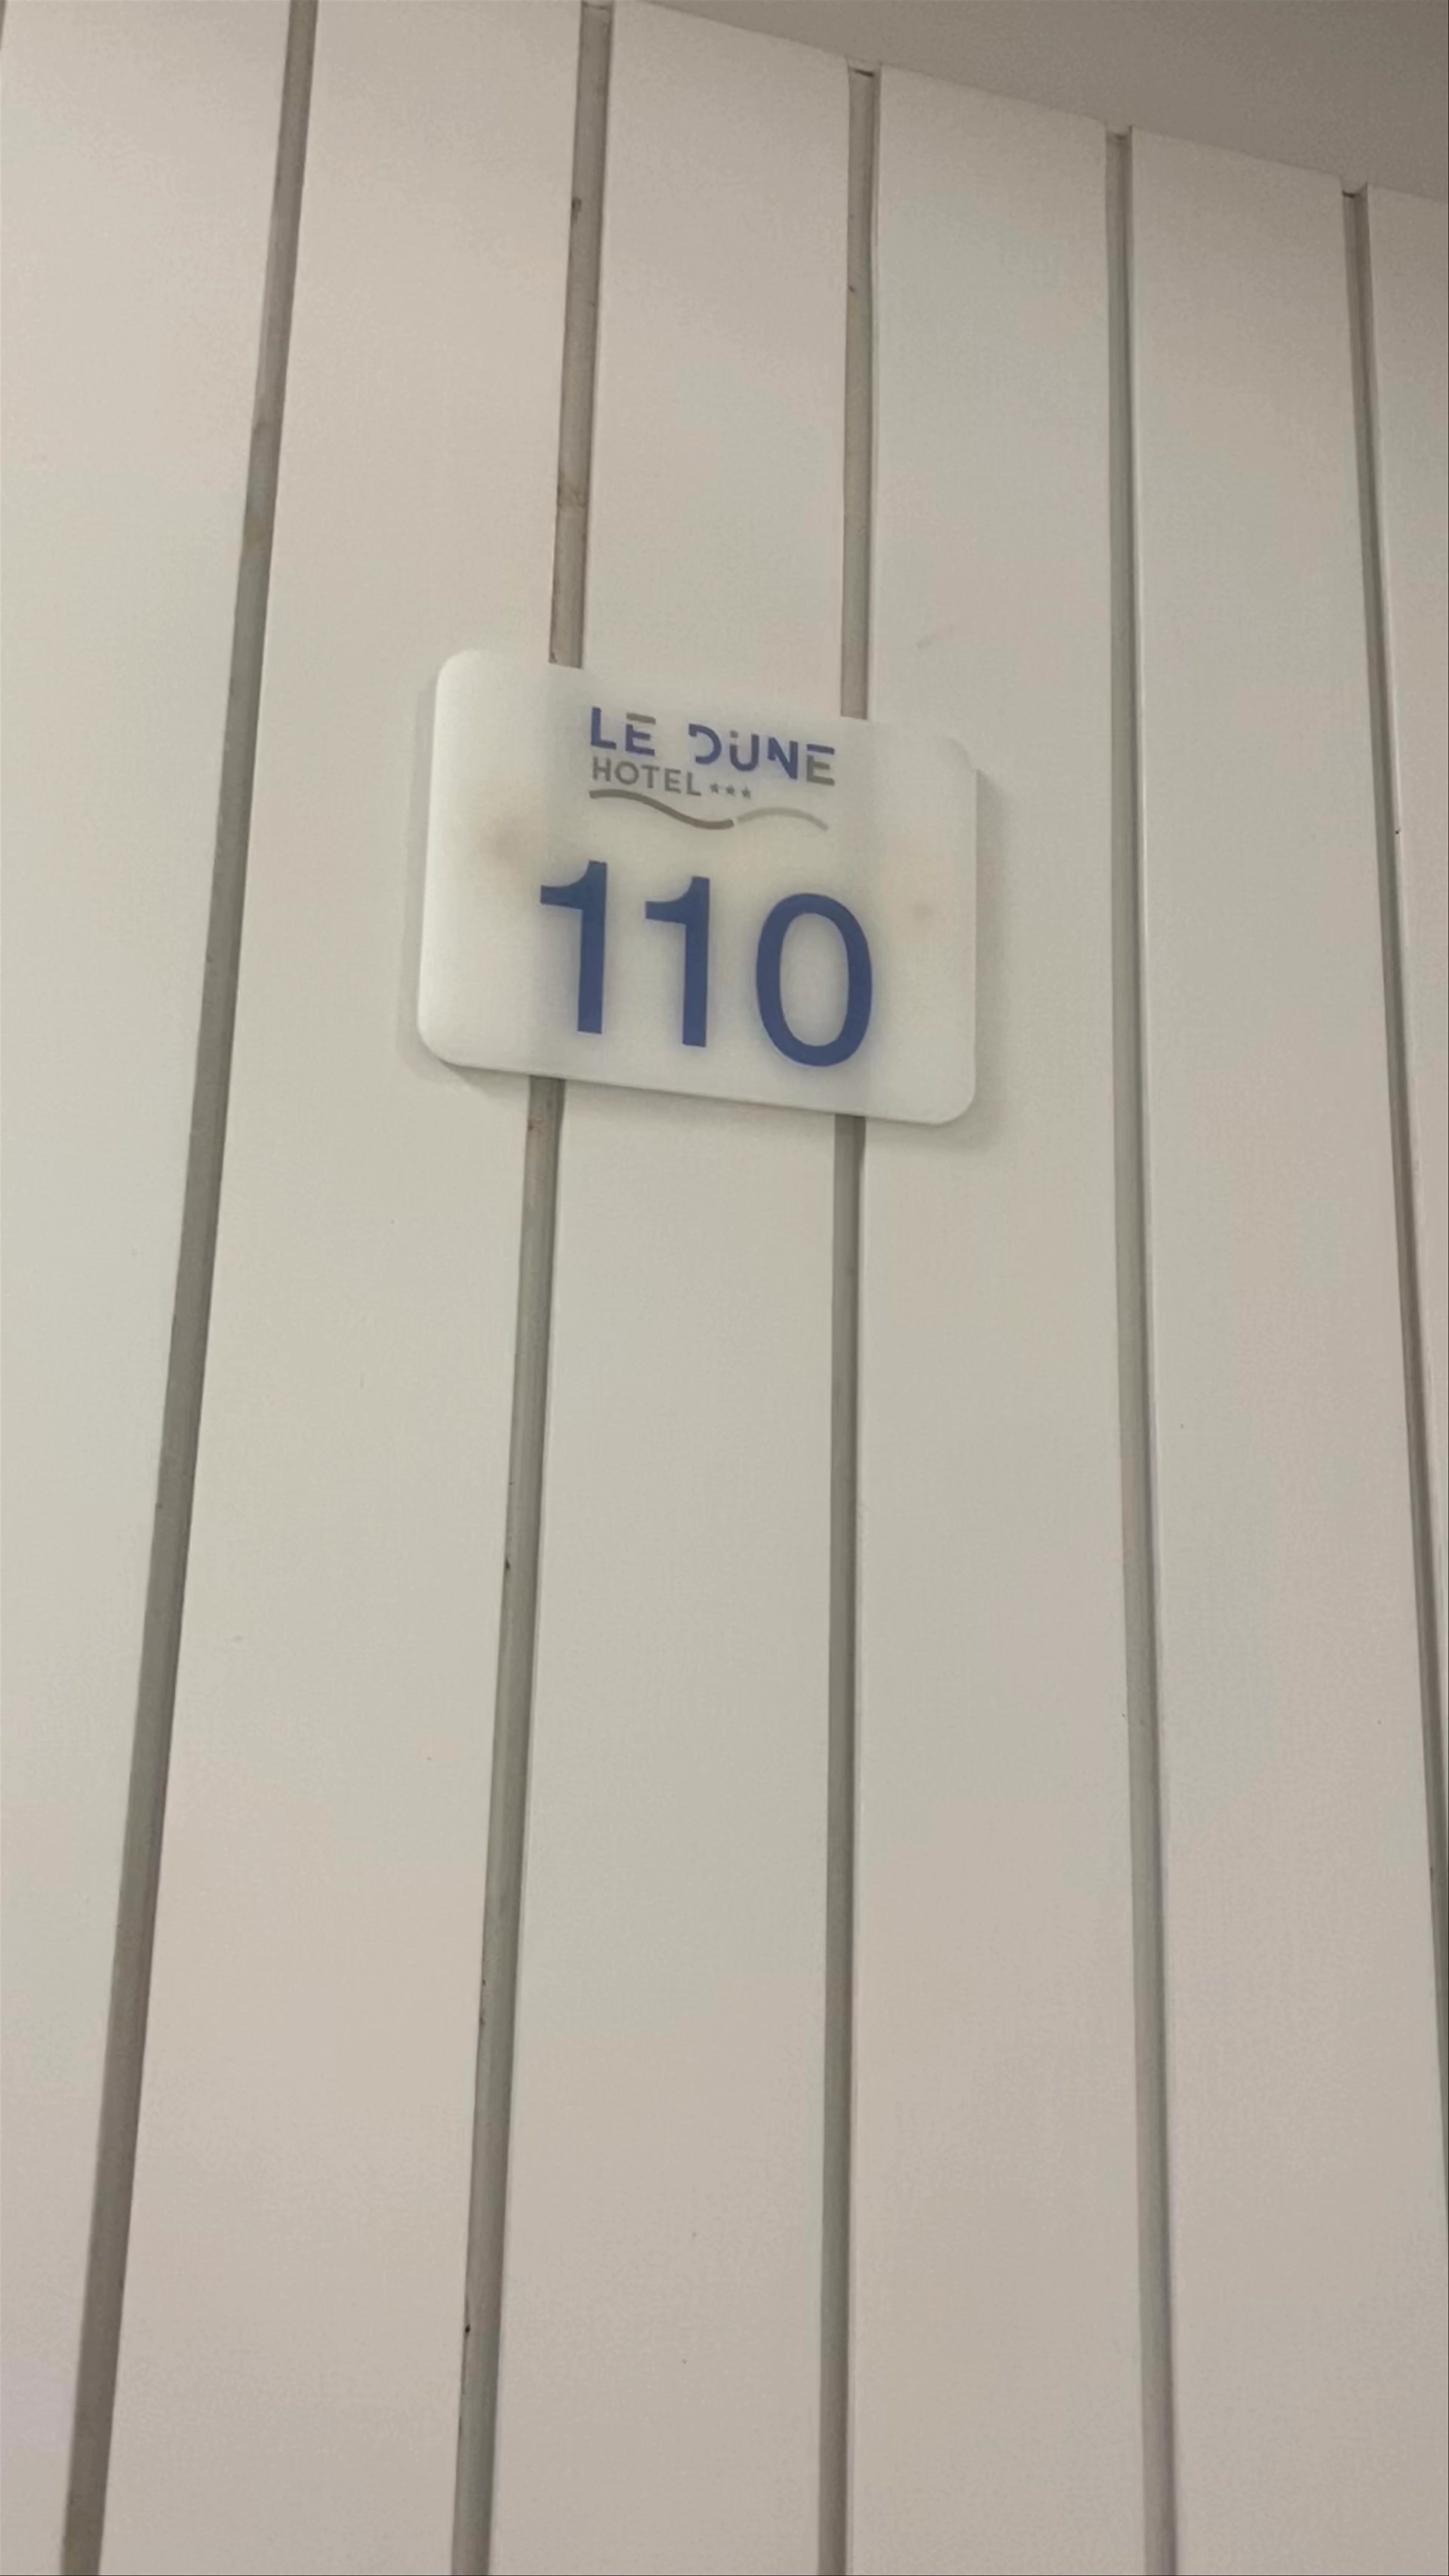 LE DUNE
HOTEL ★★★
110